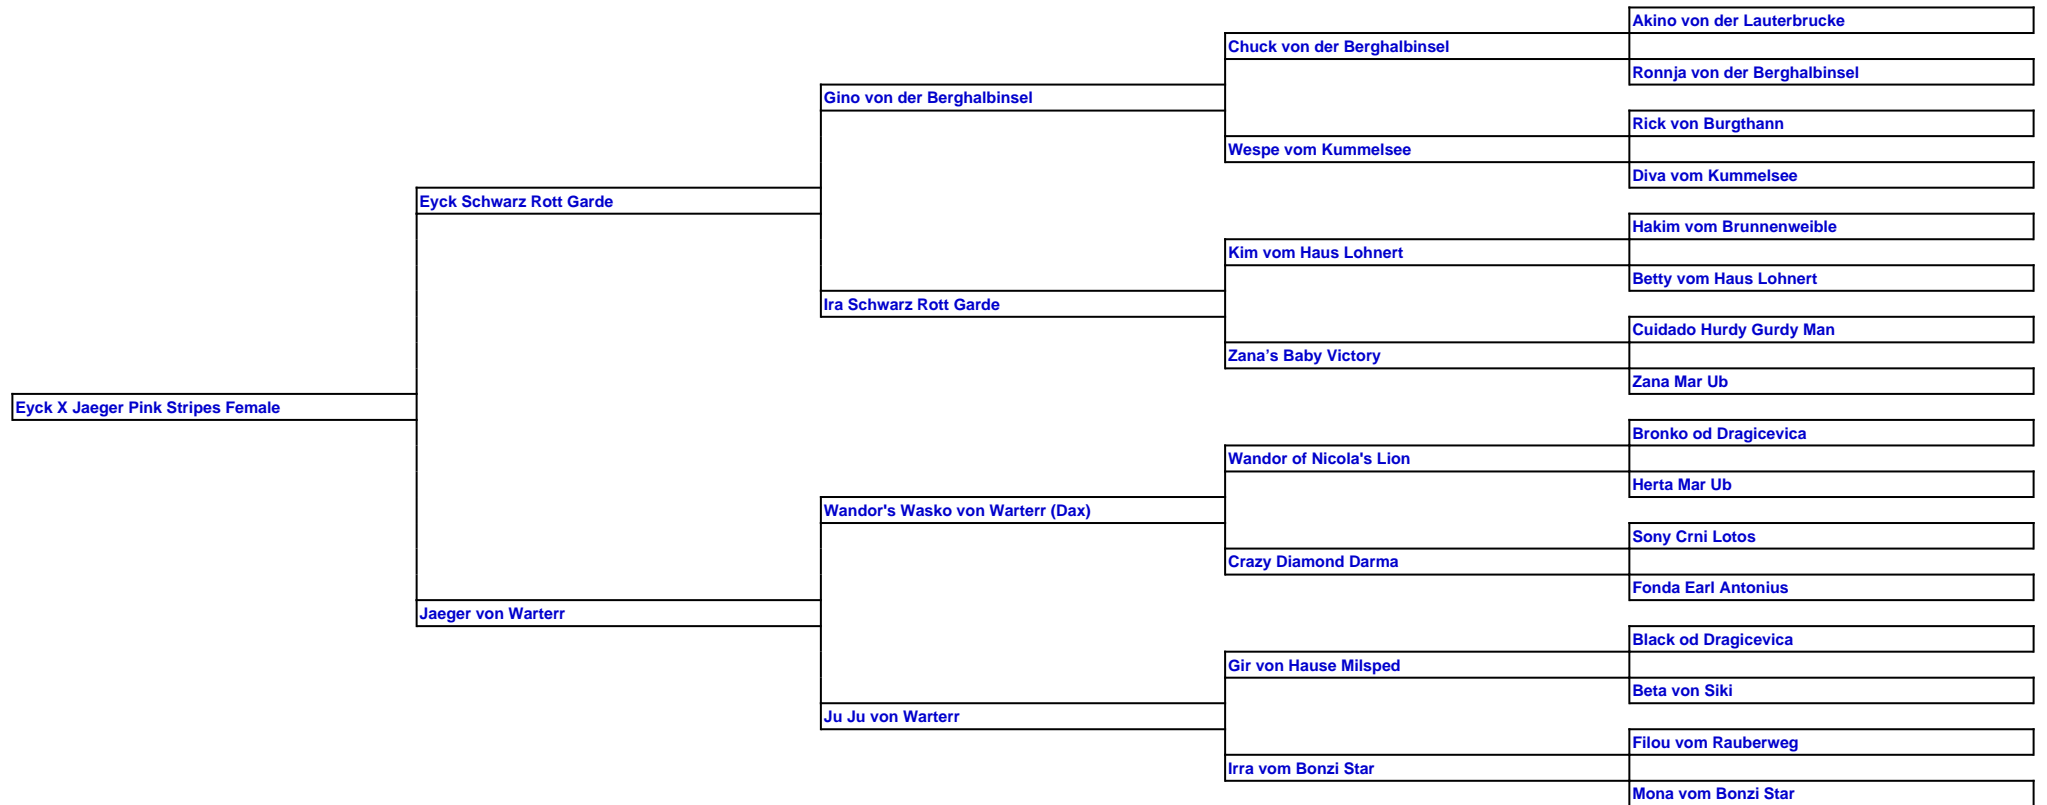 Akino von der Lauterbrucke
Chuck von der Berghalbinsel
Ronnja von der Berghalbinsel
Gino von der Berghalbinsel
Rick von Burgthann
Wespe vom Kummelsee
Diva vom Kummelsee
Eyck Schwarz Rott Garde
Hakim vom Brunnenweible
Kim vom Haus Lohnert
Betty vom Haus Lohnert
Ira Schwarz Rott Garde
Cuidado Hurdy Gurdy Man
Zana’s Baby Victory
Zana Mar Ub
Eyck X Jaeger Pink Stripes Female
Bronko od Dragicevica
Wandor of Nicola's Lion
Herta Mar Ub
Wandor's Wasko von Warterr (Dax)
Sony Crni Lotos
Crazy Diamond Darma
Fonda Earl Antonius
Jaeger von Warterr
Black od Dragicevica
Gir von Hause Milsped
Beta von Siki
Ju Ju von Warterr
Filou vom Rauberweg
Irra vom Bonzi Star
Mona vom Bonzi Star